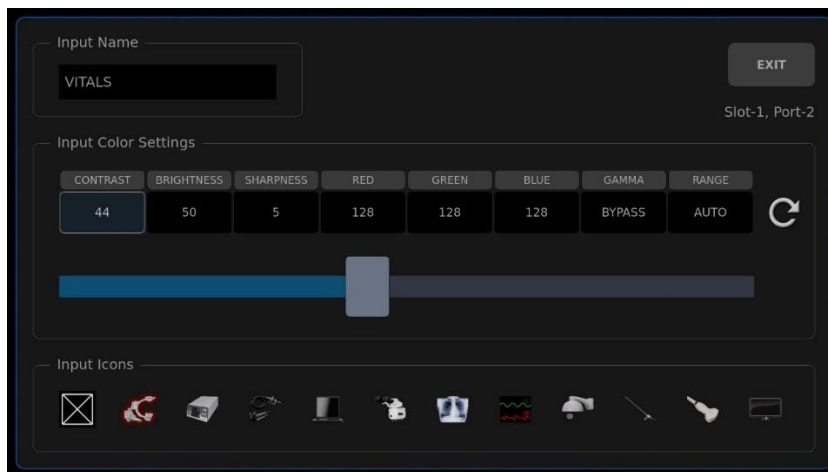 Input Name
VITALS
EXIT
Slot-1, Port-2
Input Color Settings
CONTRAST BRIGHTNESS SHARPNESS RED GREEN BLUE GAMMA RANGE
44 50 5 128 128 128 BYPASS AUTO
Input Icons